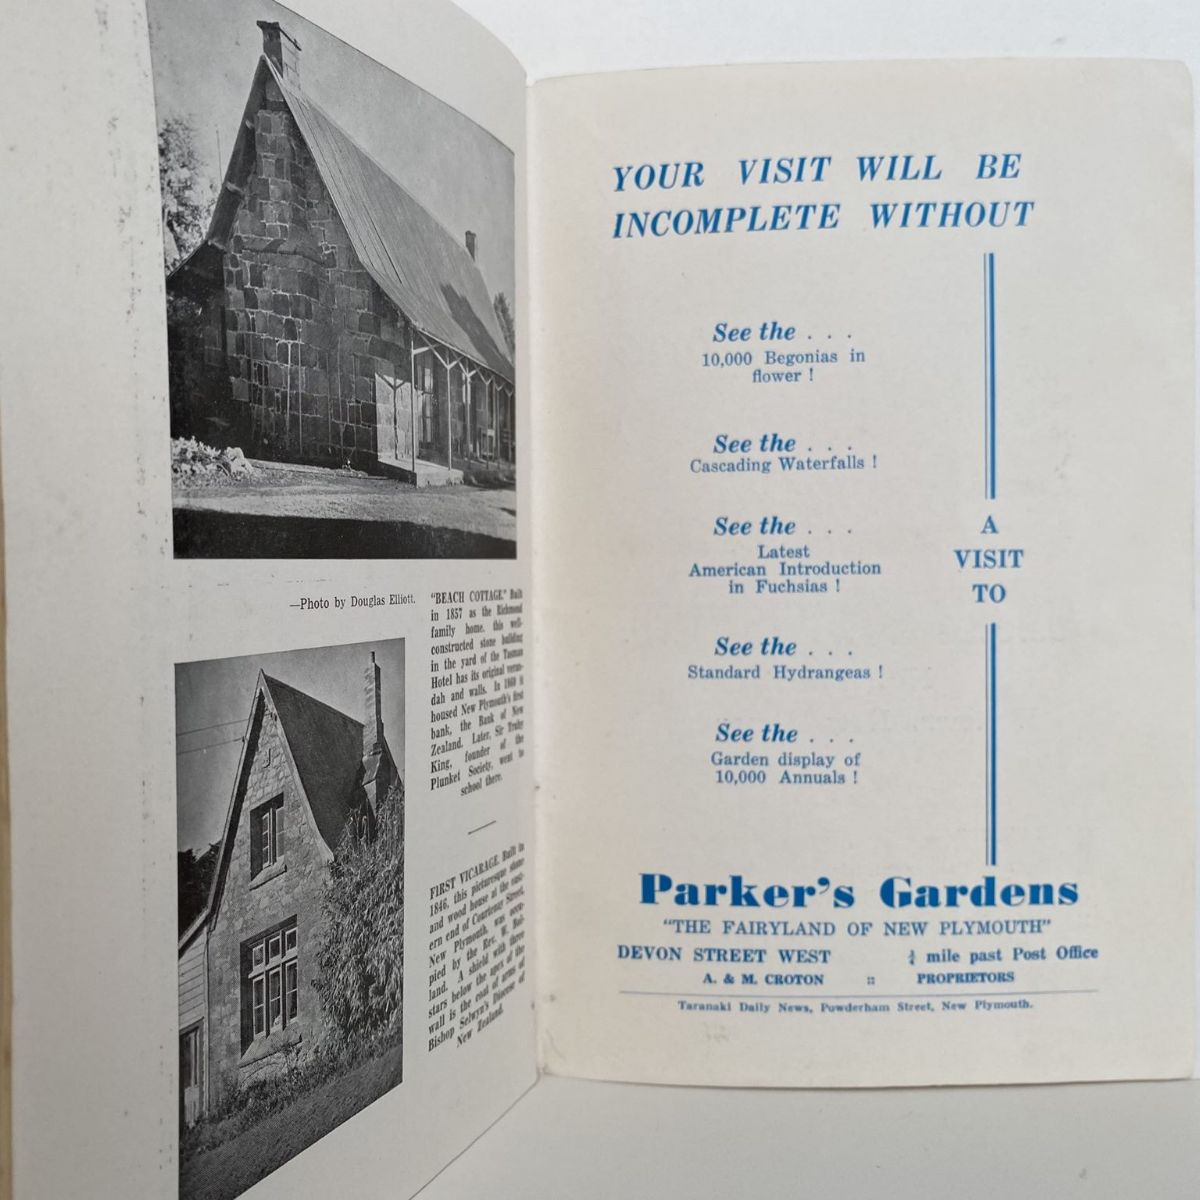 —Photo by Douglas Elliott.
"BEACH COTTAGE." Built
in 1857 as the Richmond
family home, this well-
constructed stone building
in the yard of the Tasman
Hotel has its original veran-
dah and walls. In 1860 it
housed New Plymouth's first
bank, the Bank of New
Zealand. Later, Sir Truby
King, founder of the
Plunket Society, went to
school there.
FIRST VICARAGE. Built in
1846, this picturesque stone
and wood house at the east-
ern end of Courtenay Street,
New Plymouth, was occu-
pied by the Rev. W. Bol-
land. A shield with three
stars below the apex of the
wall is the coat of arms of
Bishop Selwyn's Diocese of
New Zealand.
YOUR VISIT WILL BE
INCOMPLETE WITHOUT
See the . . .
10,000 Begonias in
flower !
See the . . .
Cascading Waterfalls !
See the . . .
Latest
American Introduction
in Fuchsias !
See the . . .
Standard Hydrangeas !
See the . . .
Garden display of
10,000 Annuals !
A
VISIT
TO
Parker's Gardens
"THE FAIRYLAND OF NEW PLYMOUTH"
DEVON STREET WEST mile past Post Office
A. & M. CROTON :: PROPRIETORS
Taranaki Daily News, Powderham Street, New Plymouth.